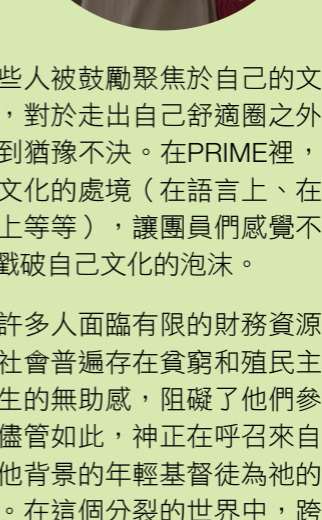 些人被鼓勵聚焦於自己的文
，對於走出自己舒適圈之外
到猶豫不決。在PRIME裡，
文化的處境（在語言上、在
上等等），讓團員們感覺不
戳破自己文化的泡沫。
許多人面臨有限的財務資源
社會普遍存在貧窮和殖民主
生的無助感，阻礙了他們參
儘管如此，神正在呼召來自
他背景的年輕基督徒為祂的
。在這個分裂的世界中，跨